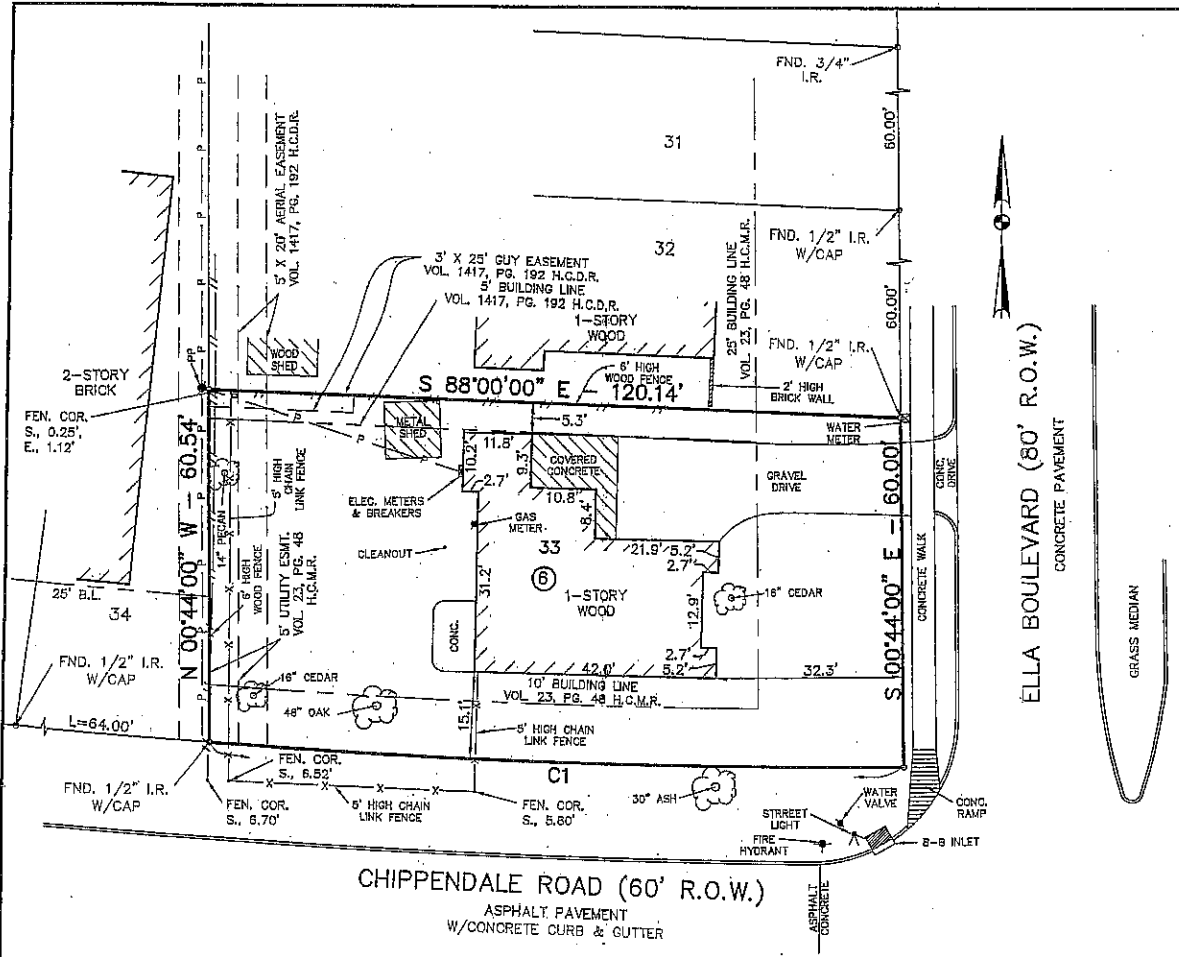 FND. 3/4"
I.R.
60.00'
31
5' X 20' AERIAL EASEMENT
VOL. 1417, PG. 192 H.C.D.R.
32
FND. 1/2" I.R.
W/CAP
3' X 25' GUY EASEMENT
VOL. 1417, PG. 192 H.C.D.R.
5' BUILDING LINE
VOL. 1417, PG. 192 H.C.D.R.
25' BUILDING LINE
VOL. 23, PG. 48 H.C.M.R.
60.00'
1-STORY
WOOD
FND. 1/2" I.R.
W/CAP
WOOD
SHED
PP
2-STORY
BRICK
6' HIGH
WOOD FENCE
2' HIGH
BRICK WALL
S 88°00'00" E - 120.14'
FEN. COR.
S., 0.25',
E., 1.12'
METAL
SHED
5.3'
WATER
METER
11.8'
10.2'
9.3'
COVERED
CONCRETE
GRAVEL
DRIVE
CONC.
DRIVE
2.7'
10.8'
8.4'
5' HIGH
CHAIN
LINK FENCE
ELEC. METERS
& BREAKERS
GAS
METER
14" PECAN
CLEANOUT
33
21.9'
5.2'
2.7'
6
6' HIGH
WOOD FENCE
31.2'
1-STORY
WOOD
12.9'
16" CEDAR
25' B.L.
34
N 00°44'00" W - 60.54'
5' UTILITY ESMT.
VOL. 23, PG. 48
H.C.M.R.
CONC.
2.7'
42.0'
5.2'
32.3'
S 00°44'00" E - 60.00'
CONCRETE WALK
ELLA BOULEVARD (80' R.O.W.)
CONCRETE PAVEMENT
GRASS MEDIAN
FND. 1/2" I.R.
W/CAP
16" CEDAR
10' BUILDING LINE
VOL. 23, PG. 48 H.C.M.R.
48" OAK
15.1'
L=64.00'
5' HIGH CHAIN
LINK FENCE
FEN. COR.
S., 6.52'
C1
FND. 1/2" I.R.
W/CAP
FEN. COR.
S., 6.70'
5' HIGH CHAIN
LINK FENCE
FEN. COR.
S., 5.80'
30" ASH
WATER
VALVE
CONC.
RAMP
STRREET
LIGHT
FIRE
HYDRANT
B-B INLET
CHIPPENDALE ROAD (60' R.O.W.)
ASPHALT PAVEMENT
W/CONCRETE CURB & GUTTER
ASPHALT
CONCRETE